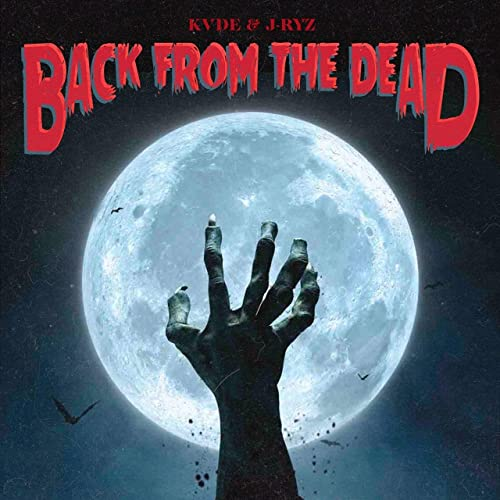 KVDE & J-RYZ
BACK FROM THE DEAD